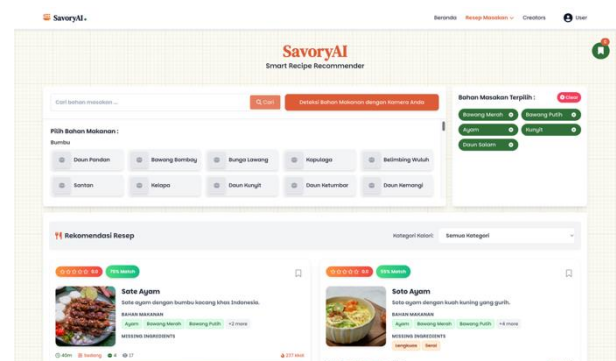 SavoryAI.
Beranda Resep Masakan Creators User
SavoryAI
Smart Recipe Recommender
Cari bahan masakan ...
Cari
Deteksi Bahan Makanan dengan Kamera Anda
Pilih Bahan Makanan :
Bumbu
Daun Pandan Bawang Bombay Bunga Lawang Kapulaga Belimbing Wuluh
Santan Kelapa Daun Kunyit Daun Ketumbar Daun Kemangi
Bahan Masakan Terpilih : Clear
Bawang Merah Bawang Putih
Ayam Kunyit
Daun Salam
Rekomendasi Resep
Kategori Kalori: Semua Kategori
Sate Ayam
Sate ayam dengan bumbu kacang khas Indonesia.
BAHAN MAKANAN
Ayam Bawang Merah Bawang Putih +2 more
MISSING INGREDIENTS
40m Sedang 4 17
Soto Ayam
Soto ayam dengan kuah kuning yang gurih.
BAHAN MAKANAN
Ayam Bawang Merah Bawang Putih +4 more
MISSING INGREDIENTS
Lengkuas Serai